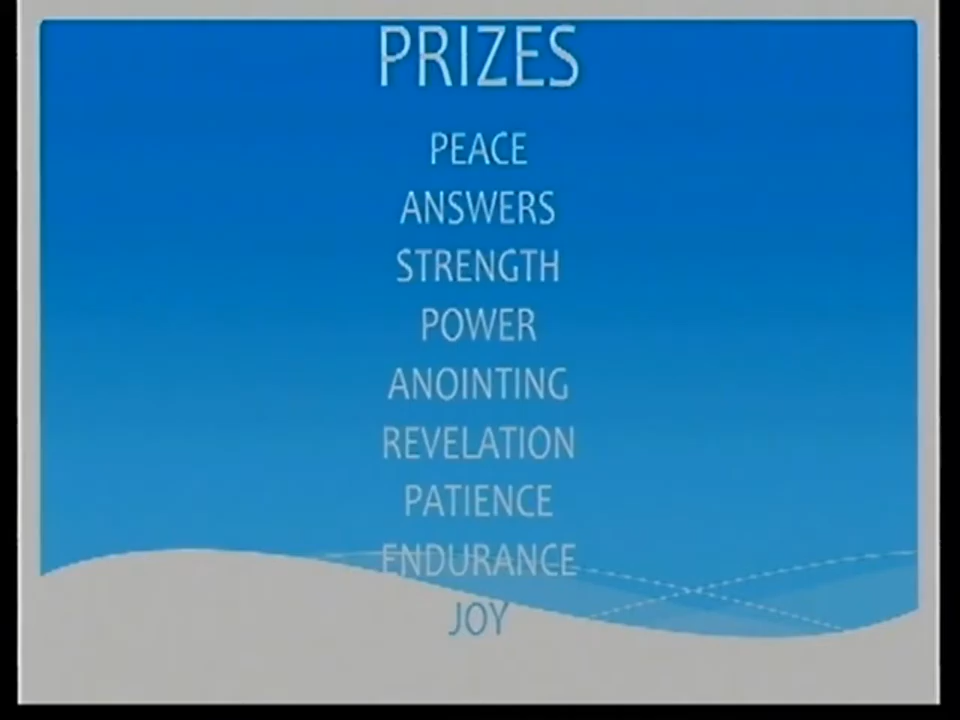 PRIZES
PEACE
ANSWERS
STRENGTH
POWER
ANOINTING
REVELATION
PATIENCE
ENDURANCE
JOY